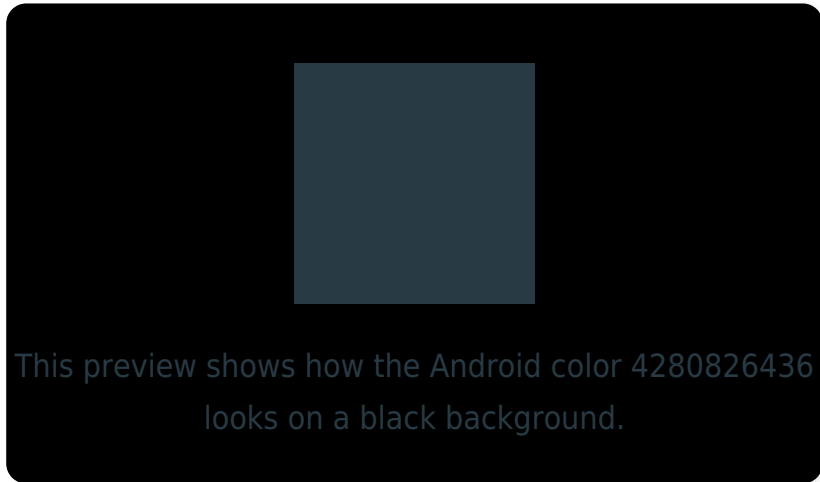 This preview shows how the Android color 4280826436
looks on a black background.